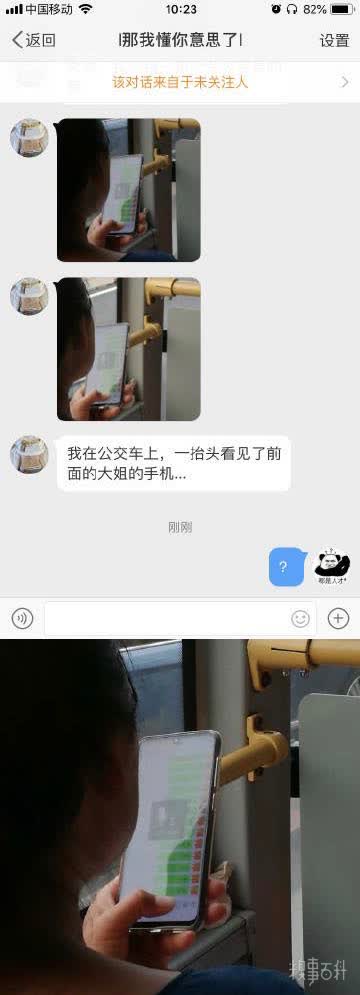 中国移动
10:23
82%
返回
|那我懂你意思了|
设置
该对话来自于未关注人
我在公交车上，一抬头看见了前
面的大姐的手机...
刚刚
?
都是人才
糗事百科